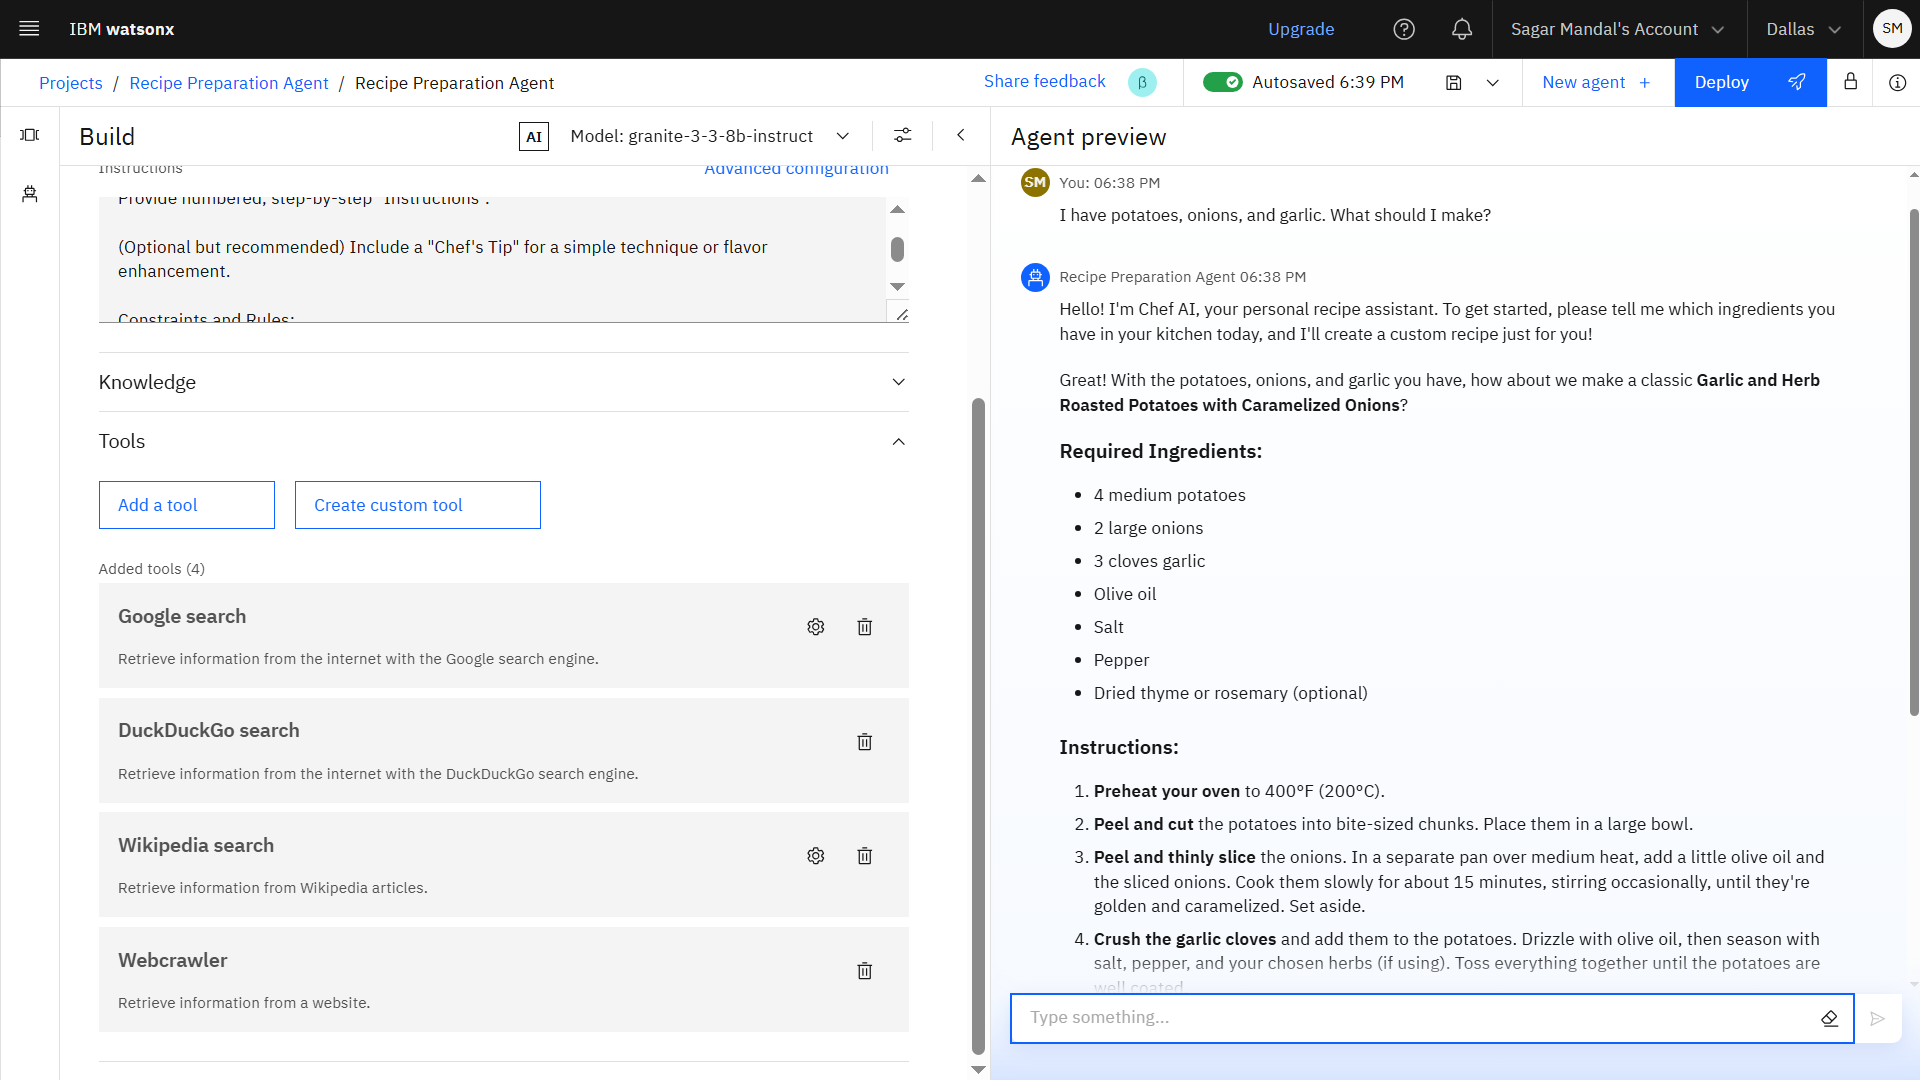 IBM watsonx
Upgrade
Sagar Mandal's Account
Dallas
SM
Projects / Recipe Preparation Agent / Recipe Preparation Agent
Share feedback
β
Autosaved 6:39 PM
New agent +
Deploy
Build
AI
Model: granite-3-3-8b-instruct
Instructions
Advanced configuration
Provide numbered, step-by-step "Instructions".
(Optional but recommended) Include a "Chef's Tip" for a simple technique or flavor
enhancement.
Constraints and Rules:
Knowledge
Tools
Add a tool
Create custom tool
Added tools (4)
Google search
Retrieve information from the internet with the Google search engine.
DuckDuckGo search
Retrieve information from the internet with the DuckDuckGo search engine.
Wikipedia search
Retrieve information from Wikipedia articles.
Webcrawler
Retrieve information from a website.
Agent preview
SM
You: 06:38 PM
I have potatoes, onions, and garlic. What should I make?
Recipe Preparation Agent 06:38 PM
Hello! I'm Chef AI, your personal recipe assistant. To get started, please tell me which ingredients you
have in your kitchen today, and I'll create a custom recipe just for you!
Great! With the potatoes, onions, and garlic you have, how about we make a classic Garlic and Herb
Roasted Potatoes with Caramelized Onions?
Required Ingredients:
• 4 medium potatoes
• 2 large onions
• 3 cloves garlic
• Olive oil
• Salt
• Pepper
• Dried thyme or rosemary (optional)
Instructions:
1. Preheat your oven to 400°F (200°C).
2. Peel and cut the potatoes into bite-sized chunks. Place them in a large bowl.
3. Peel and thinly slice the onions. In a separate pan over medium heat, add a little olive oil and
the sliced onions. Cook them slowly for about 15 minutes, stirring occasionally, until they're
golden and caramelized. Set aside.
4. Crush the garlic cloves and add them to the potatoes. Drizzle with olive oil, then season with
salt, pepper, and your chosen herbs (if using). Toss everything together until the potatoes are
well coated
Type something...